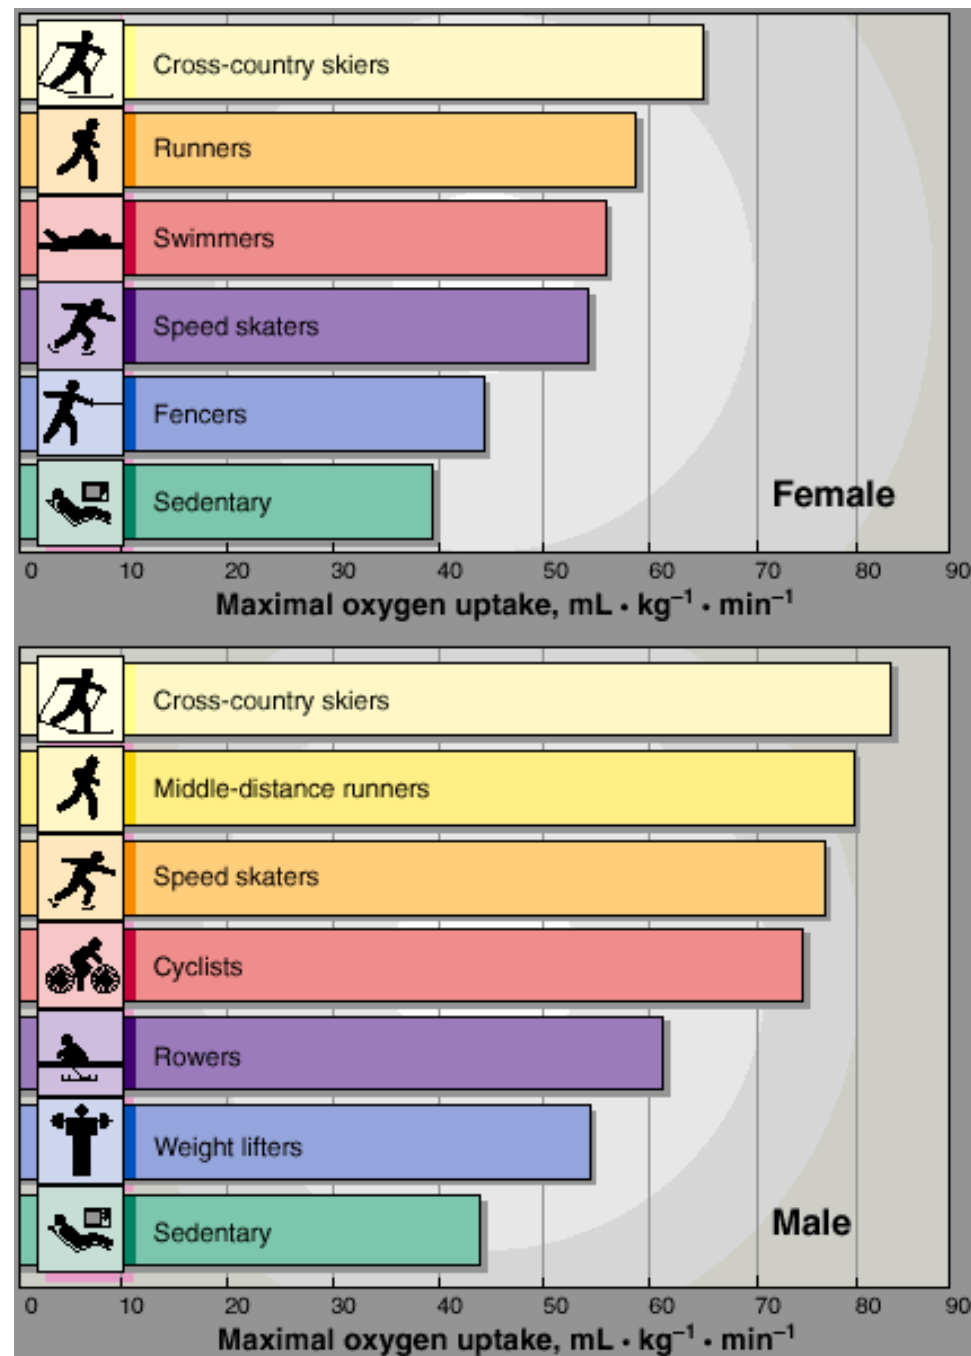 Cross-country skiers
Runners
Swimmers
Speed skaters
Fencers
Sedentary
Female
0 10 20 30 40 50 60 70 80 90
Maximal oxygen uptake, mL • kg⁻¹ • min⁻¹
Cross-country skiers
Middle-distance runners
Speed skaters
Cyclists
Rowers
Weight lifters
Sedentary
Male
0 10 20 30 40 50 60 70 80 90
Maximal oxygen uptake, mL • kg⁻¹ • min⁻¹